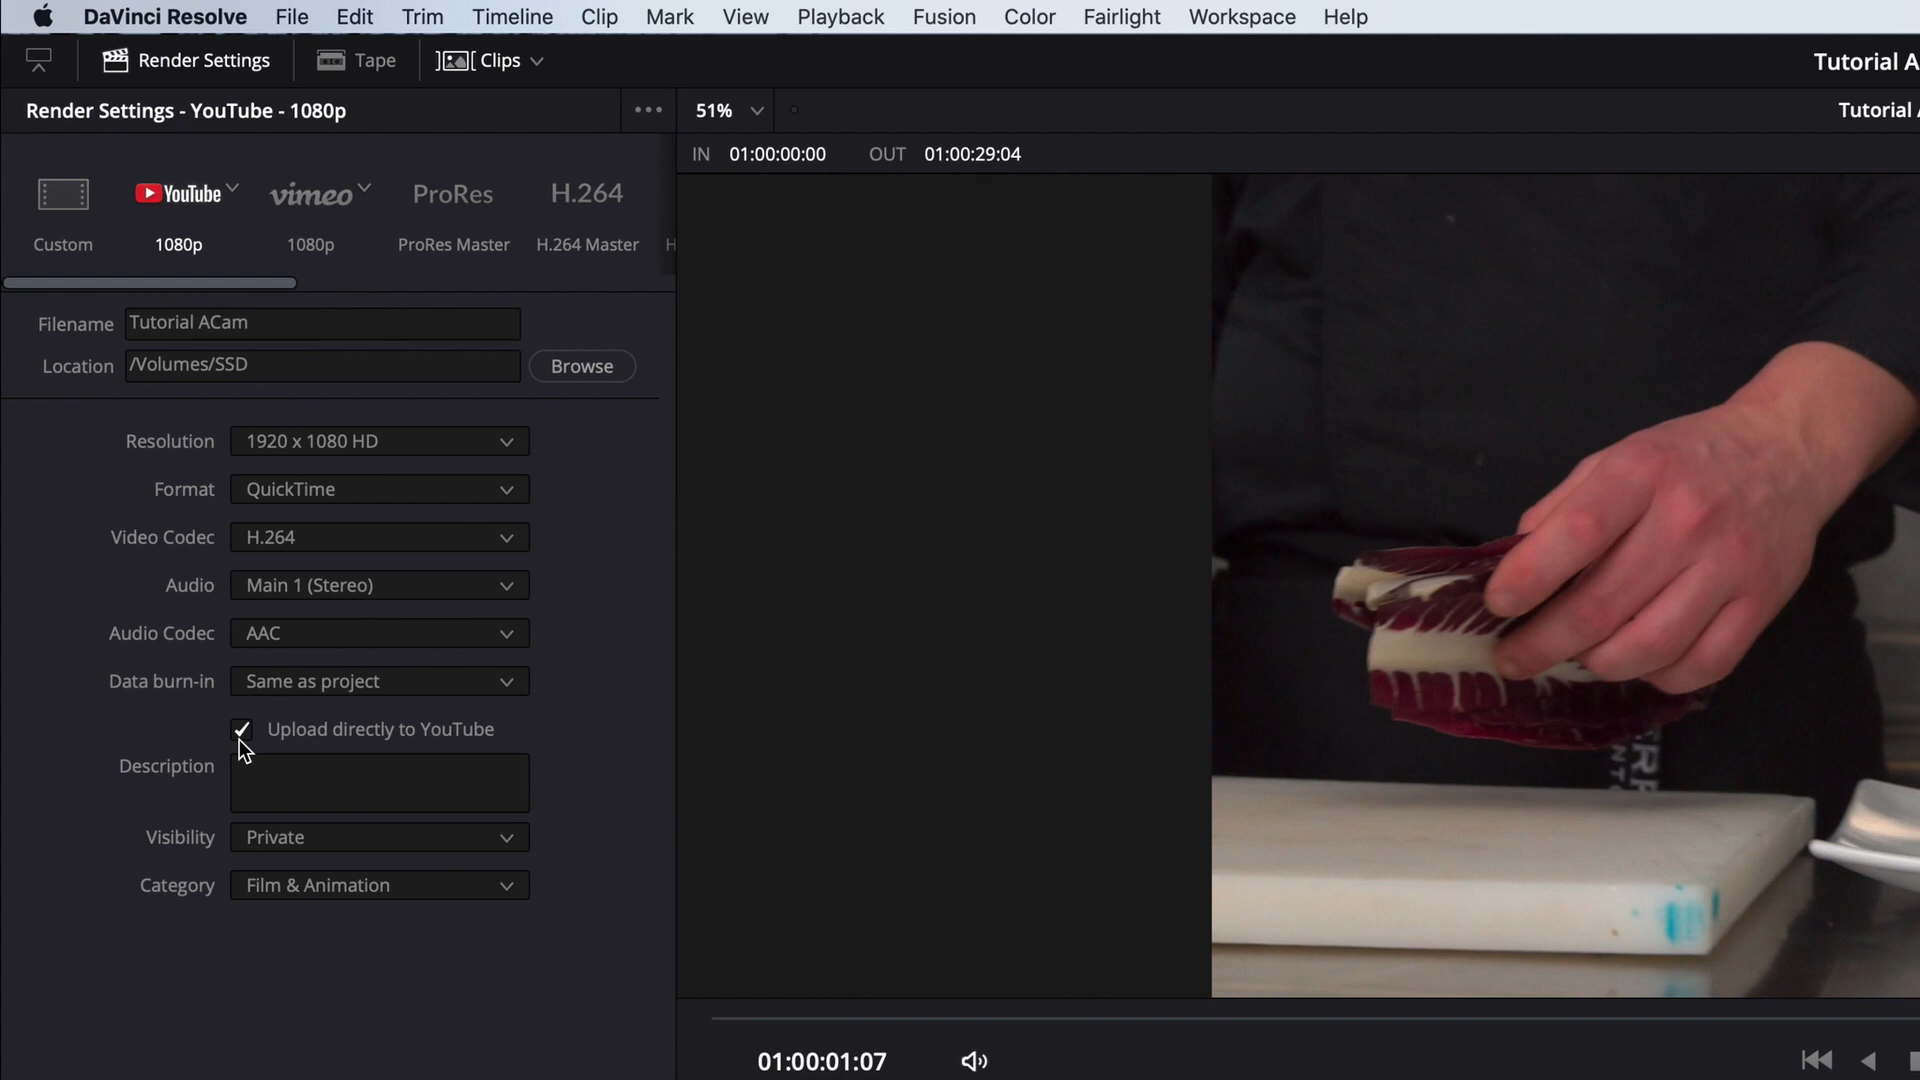 DaVinci Resolve File Edit Trim Timeline Clip Mark View Playback Fusion Color Fairlight Workspace Help
Render Settings Tape Clips Tutorial A
Render Settings - YouTube - 1080p 51% Tutorial
IN 01:00:00:00 OUT 01:00:29:04
YouTube vimeo ProRes H.264
Custom 1080p 1080p ProRes Master H.264 Master H
Filename Tutorial ACam
Location /Volumes/SSD Browse
Resolution 1920 x 1080 HD
Format QuickTime
Video Codec H.264
Audio Main 1 (Stereo)
Audio Codec AAC
Data burn-in Same as project
Upload directly to YouTube
Description
Visibility Private
Category Film & Animation
01:00:01:07